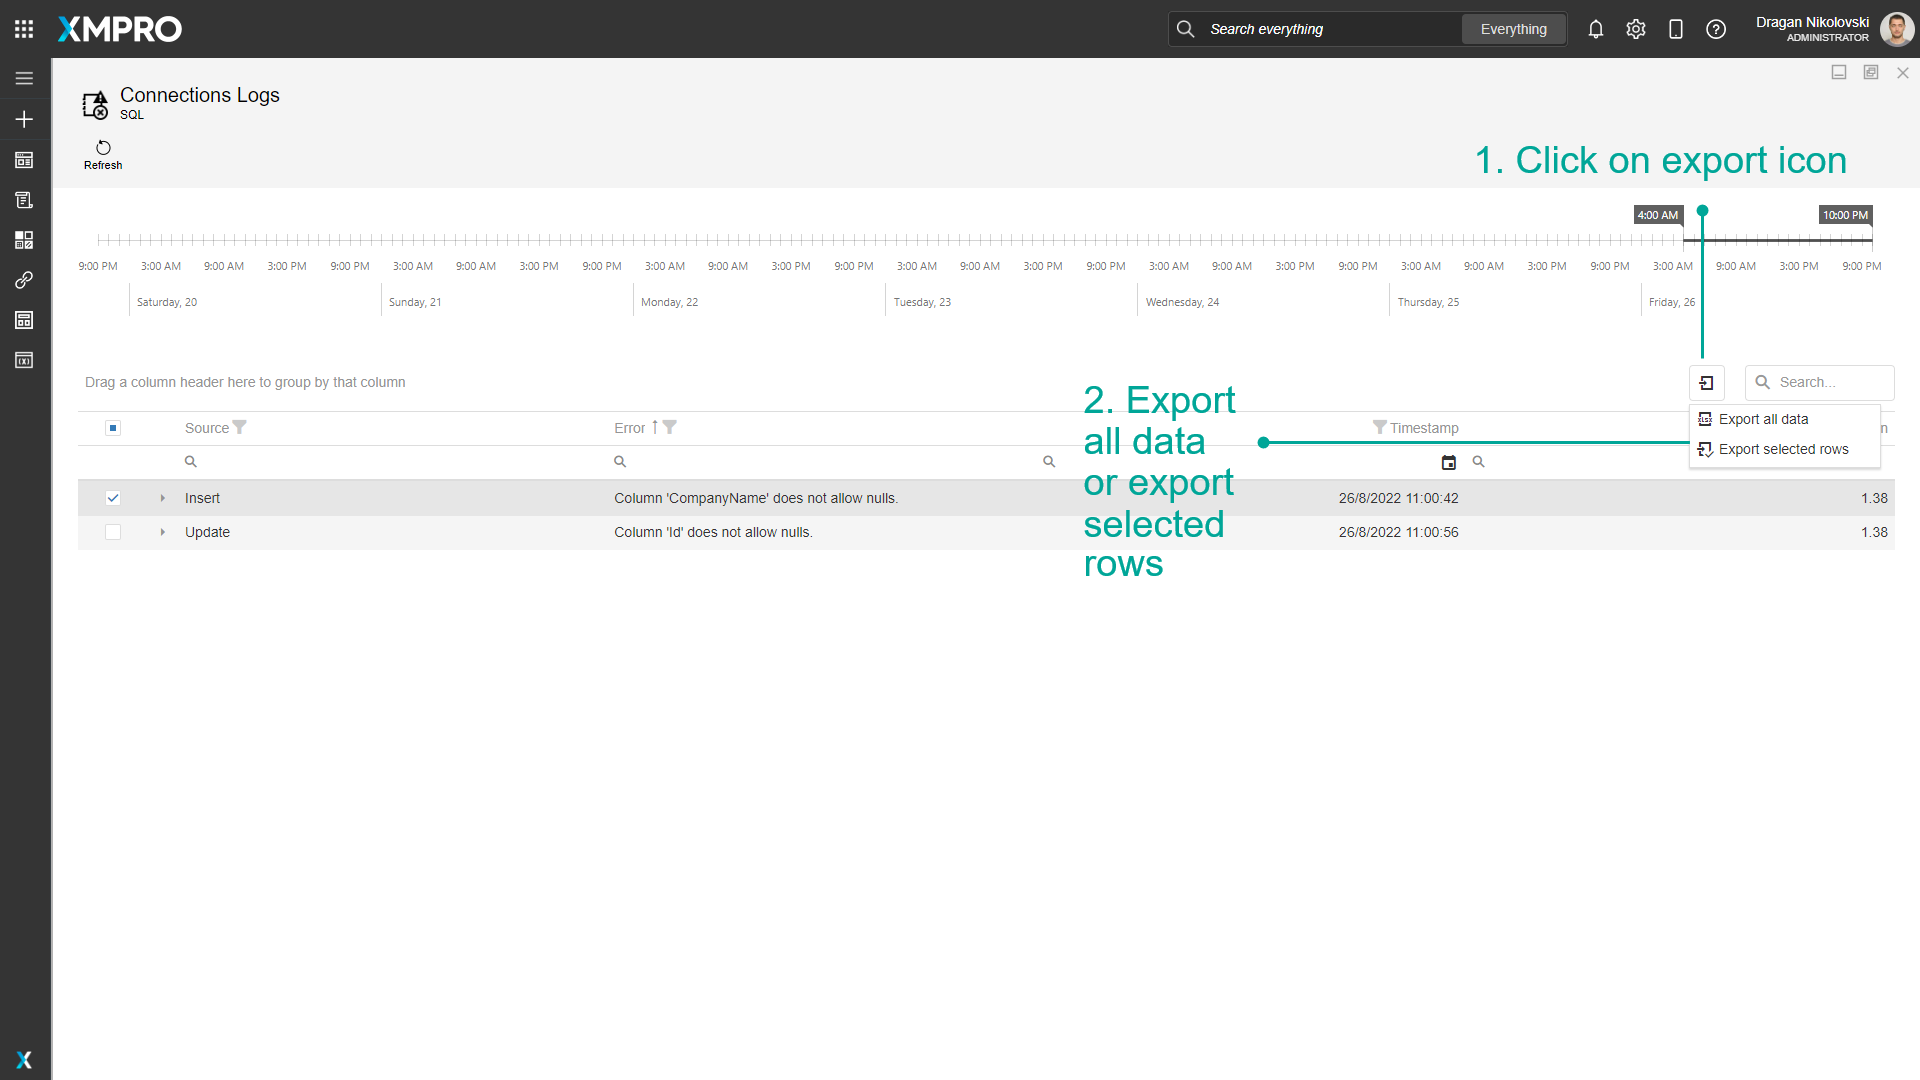 XMPRO
Search everything
Everything
Dragan Nikolovski
ADMINISTRATOR
Connections Logs
SQL
Refresh
1. Click on export icon
4:00 AM
10:00 PM
9:00 PM 3:00 AM 9:00 AM 3:00 PM 9:00 PM 3:00 AM 9:00 AM 3:00 PM 9:00 PM 3:00 AM 9:00 AM 3:00 PM 9:00 PM 3:00 AM 9:00 AM 3:00 PM 9:00 PM 3:00 AM 9:00 AM 3:00 PM 9:00 PM 3:00 AM 9:00 AM 3:00 PM 9:00 PM 3:00 AM 9:00 AM 3:00 PM 9:00 PM
Saturday, 20 Sunday, 21 Monday, 22 Tuesday, 23 Wednesday, 24 Thursday, 25 Friday, 26
Drag a column header here to group by that column
Search...
2. Export
all data
or export
selected
rows
XLSX Export all data
Export selected rows
Source Error Timestamp n
Insert Column 'CompanyName' does not allow nulls. 26/8/2022 11:00:42 1.38
Update Column 'Id' does not allow nulls. 26/8/2022 11:00:56 1.38